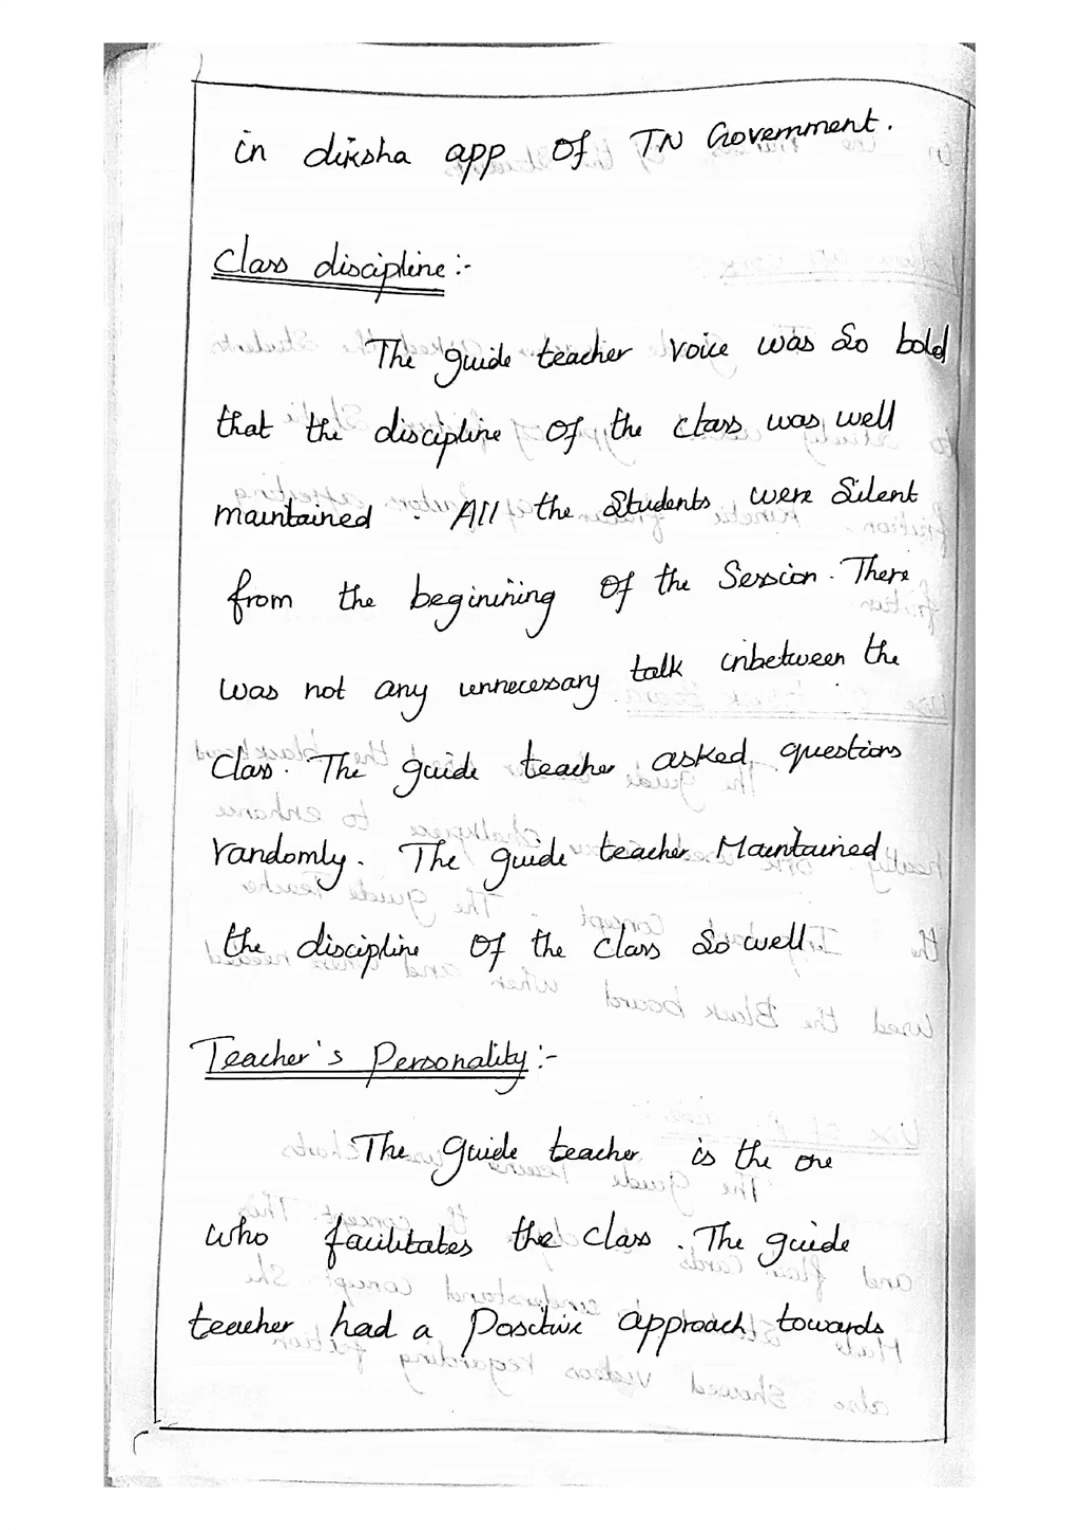 in diksha app of TN Government.
Class discipline :-
The guide teacher voice was so bold
that the discipline of the class was well
maintained . All the Students were Silent
from the beginining of the Session. There
was not any unnecessary talk inbetween the
Class. The guide teacher asked questions
randomly. The guide teacher Maintained
the discipline of the class so well.
Teacher's Personality :-
The guide teacher is the one
who facilitates the class . The guide
teacher had a Positive approach towards